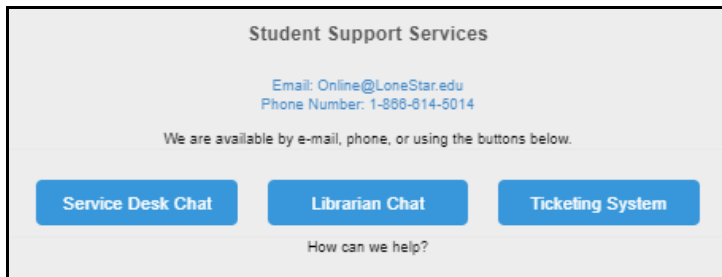 Student Support Services
Email: Online@LoneStar.edu
Phone Number: 1-866-614-5014
We are available by e-mail, phone, or using the buttons below.
Service Desk Chat
Librarian Chat
Ticketing System
How can we help?